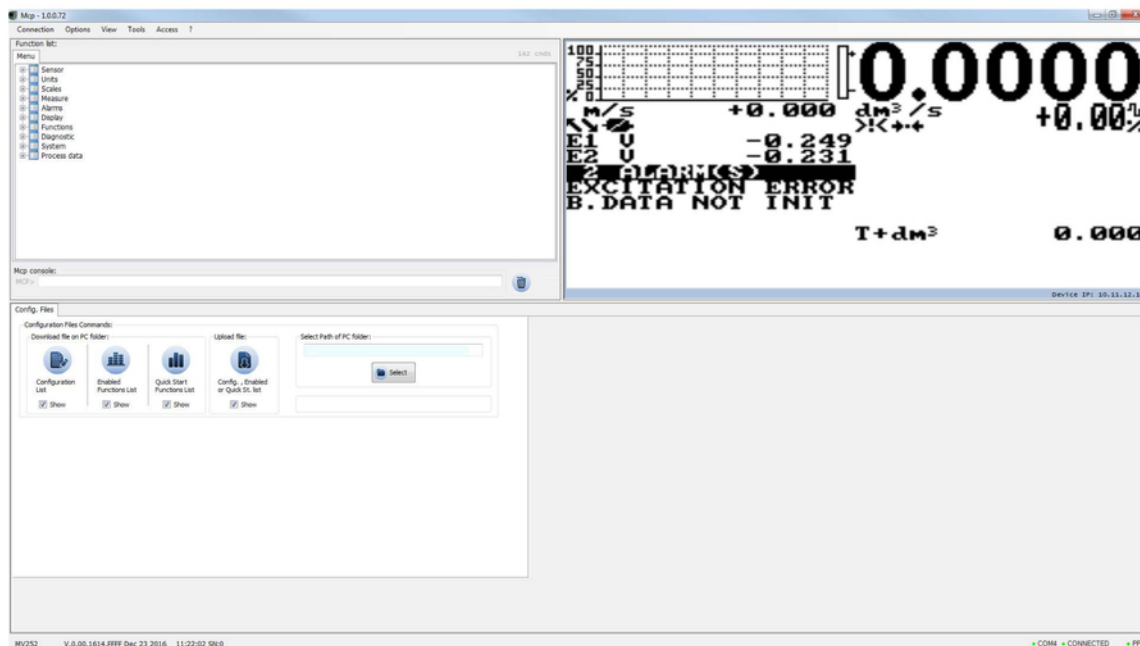 Mcp - 1.0.0.72
Connection Options View Tools Access ?
Function list:
Menu
142 cmds
Sensor
Units
Scales
Measure
Alarms
Display
Functions
Diagnostic
System
Process data
Mcp console:
MCP>
100
75
50
25
% 0
0.0000
m/s +0.000 dm³/s +0.00%
E1 V -0.249
E2 V -0.231
2 ALARM(S)
EXCITATION ERROR
B.DATA NOT INIT
T+dm³ 0.000
Device IP: 10.11.12.1
Config. Files
Configuration Files Commands:
Download file on PC folder:
Configuration List
Enabled Functions List
Quick Start Functions List
Show
Show
Show
Upload file:
Config. , Enabled or Quick St. list
Show
Select Path of PC folder:
Select
MV252 V.0.00.1614.FFFF Dec 23 2016 11:22:02 SN:0
COM4 CONNECTED